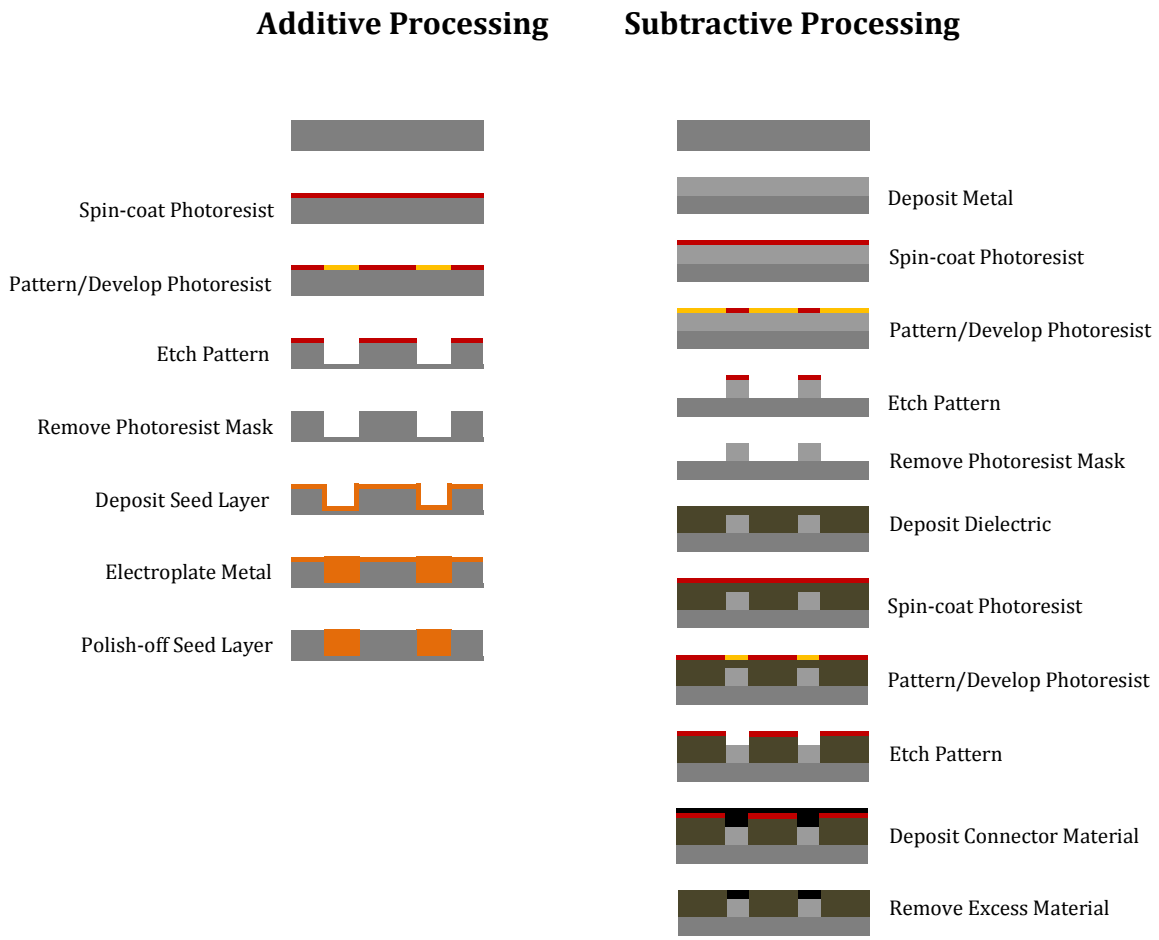 Additive Processing
Spin-coat Photoresist
Pattern/Develop Photoresist
Etch Pattern
Remove Photoresist Mask
Deposit Seed Layer
Electroplate Metal
Polish-off Seed Layer
Subtractive Processing
Deposit Metal
Spin-coat Photoresist
Pattern/Develop Photoresist
Etch Pattern
Remove Photoresist Mask
Deposit Dielectric
Spin-coat Photoresist
Pattern/Develop Photoresist
Etch Pattern
Deposit Connector Material
Remove Excess Material